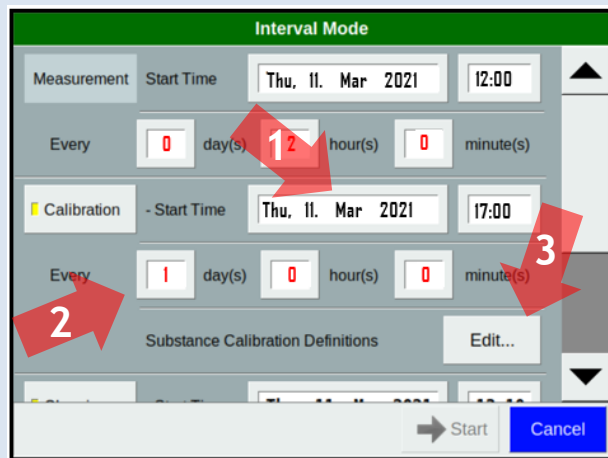 Interval Mode
Measurement Start Time Thu, 11. Mar 2021 12:00
Every 0 day(s) 2 hour(s) 0 minute(s)
1
Calibration - Start Time Thu, 11. Mar 2021 17:00
3
Every 1 day(s) 0 hour(s) 0 minute(s)
2
Substance Calibration Definitions Edit...
Start Cancel